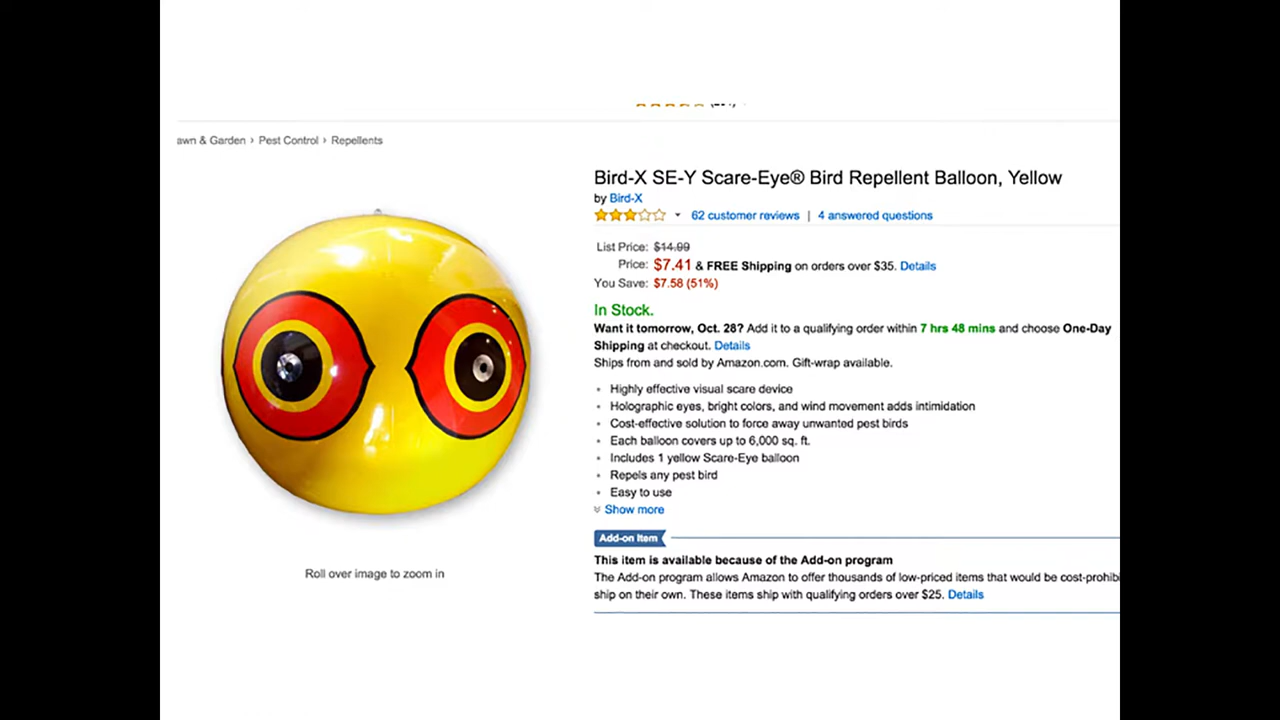 awn & Garden › Pest Control › Repellents
Bird-X SE-Y Scare-Eye® Bird Repellent Balloon, Yellow
by Bird-X
62 customer reviews | 4 answered questions
List Price: $14.99
Price: $7.41 & FREE Shipping on orders over $35. Details
You Save: $7.58 (51%)
In Stock.
Want it tomorrow, Oct. 28? Add it to a qualifying order within 7 hrs 48 mins and choose One-Day
Shipping at checkout. Details
Ships from and sold by Amazon.com. Gift-wrap available.
• Highly effective visual scare device
• Holographic eyes, bright colors, and wind movement adds intimidation
• Cost-effective solution to force away unwanted pest birds
• Each balloon covers up to 6,000 sq. ft.
• Includes 1 yellow Scare-Eye balloon
• Repels any pest bird
• Easy to use
Show more
Add-on Item
This item is available because of the Add-on program
The Add-on program allows Amazon to offer thousands of low-priced items that would be cost-prohibi
ship on their own. These items ship with qualifying orders over $25. Details
Roll over image to zoom in